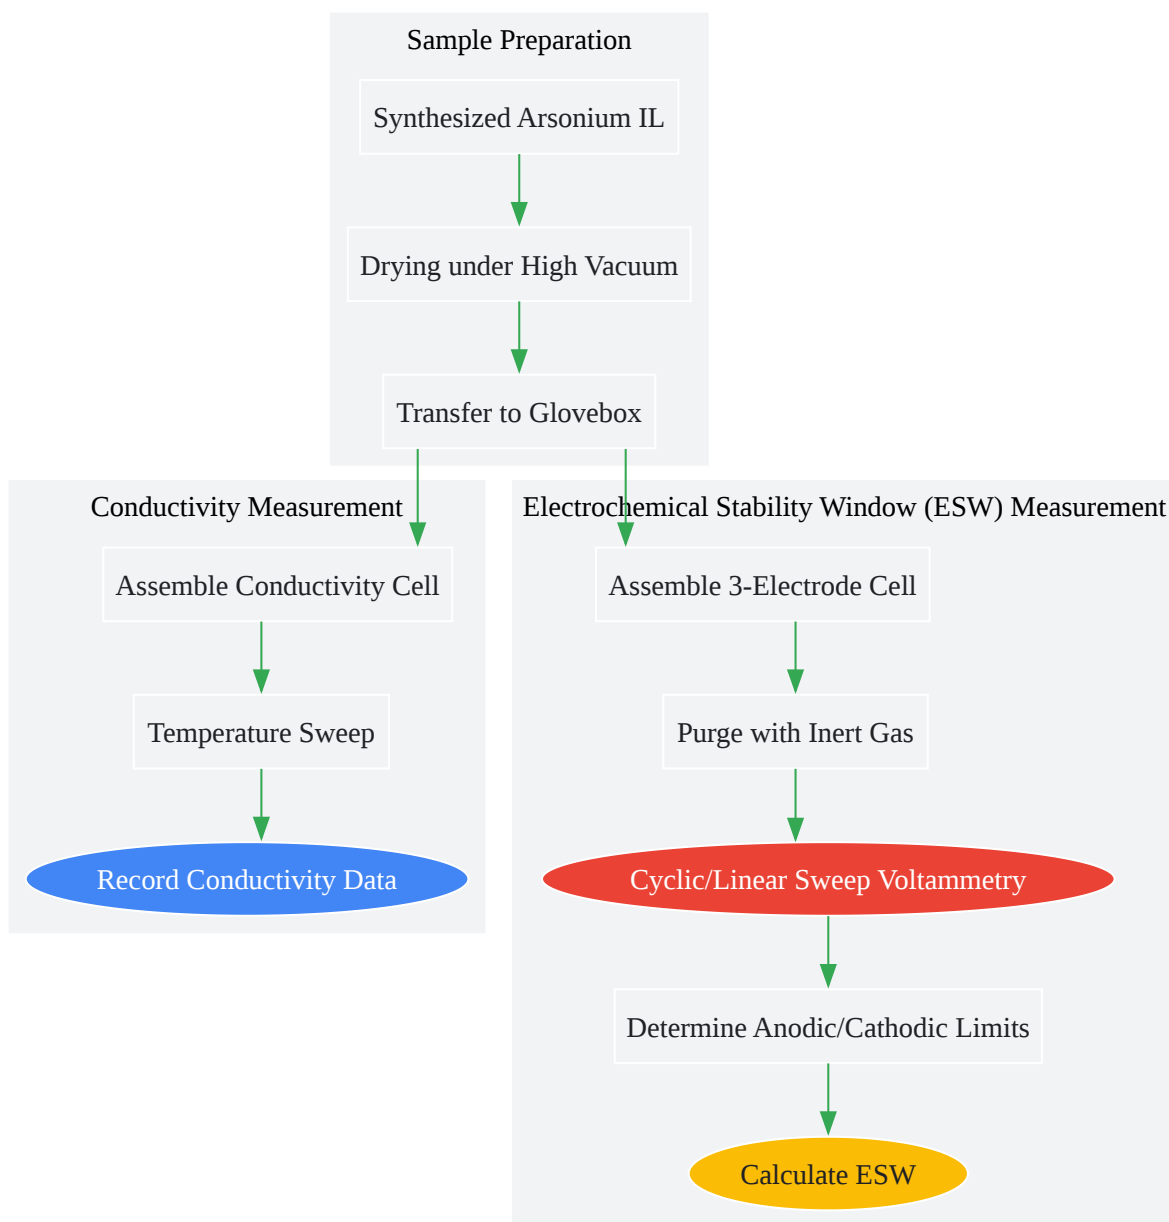 Sample Preparation
Synthesized Arsonium IL
Drying under High Vacuum
Transfer to Glovebox
Conductivity Measurement
Assemble Conductivity Cell
Temperature Sweep
Record Conductivity Data
Electrochemical Stability Window (ESW) Measurement
Assemble 3-Electrode Cell
Purge with Inert Gas
Cyclic/Linear Sweep Voltammetry
Determine Anodic/Cathodic Limits
Calculate ESW